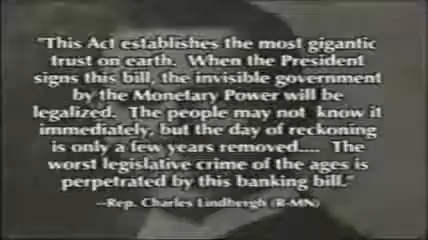 "This Act establishes the most gigantic
trust on earth.  When the President
signs this bill, the invisible government
by the Monetary Power will be
legalized.  The people may not know it
immediately, but the day of reckoning
is only a few years removed....  The
worst legislative crime of the ages is
perpetrated by this banking bill."
--Rep. Charles Lindbergh (R-MN)